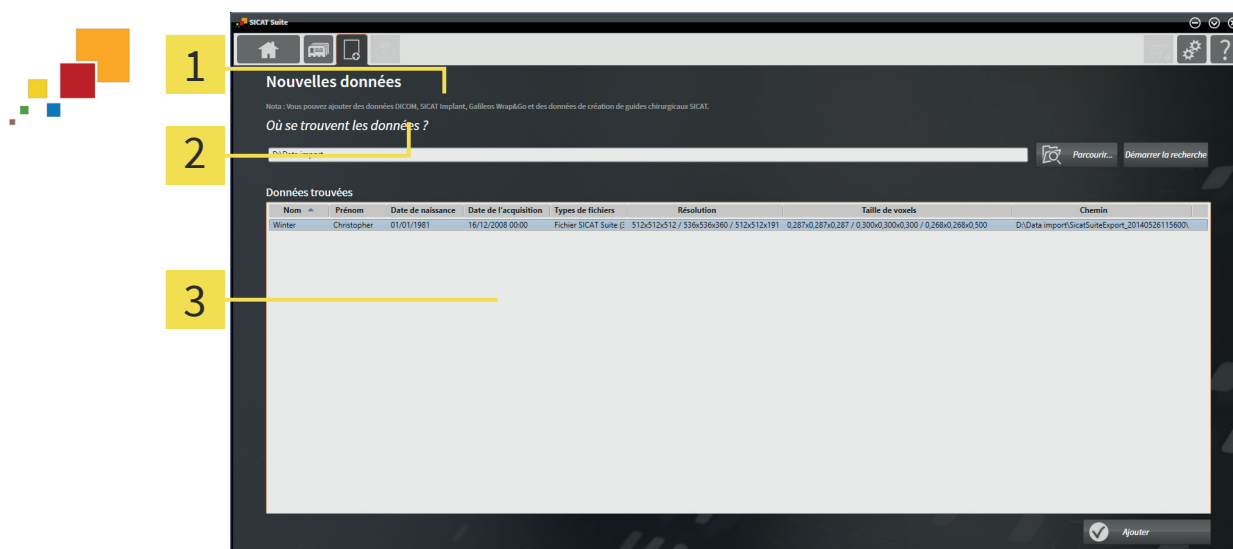 SICAT Suite
1
Nouvelles données
Nota : Vous pouvez ajouter des données DICOM, SICAT Implant, Galileos Wrap&Go et des données de création de guides chirurgicaux SICAT.
Où se trouvent les données ?
2
D:\Data import
Parcourir... Démarrer la recherche
Données trouvées
Nom Prénom Date de naissance Date de l'acquisition Types de fichiers Résolution Taille de voxels Chemin
Winter Christopher 01/01/1981 16/12/2008 00:00 Fichier SICAT Suite (3 512x512x512 / 536x536x360 / 512x512x191 0,287x0,287x0,287 / 0,300x0,300x0,300 / 0,268x0,268x0,500 D:\Data import\SicatSuiteExport_20140526115600\
3
Ajouter